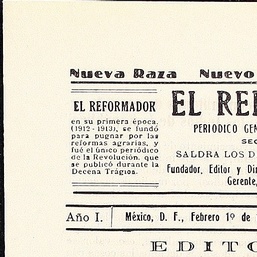 Nueva Raza Nuevo
EL REFORMADOR
en su primera época,
(1912-1913), se fundó
para pugnar por las
reformas agrarias, y
fué el único periódico
de la Revolución, que
se publicó durante la
Decena Trágica.
EL RE
PERIODICO GEN
SALDRA LOS D
Fundador, Editor y Di
Gerente,
Año I. México, D. F., Febrero 1º de 1
EDITO